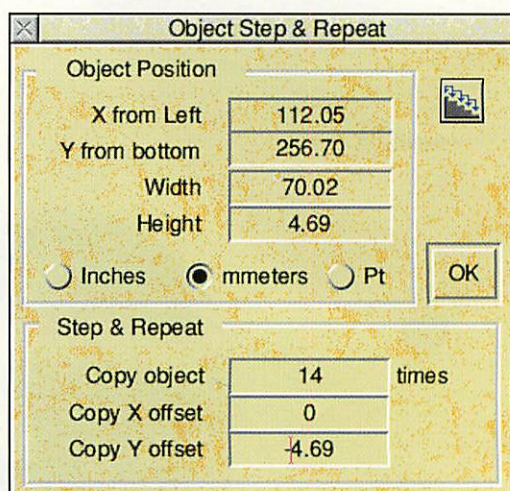 Object Step & Repeat
Object Position
X from Left 112.05
Y from bottom 256.70
Width 70.02
Height 4.69
Inches mmeters Pt OK
Step & Repeat
Copy object 14 times
Copy X offset 0
Copy Y offset -4.69